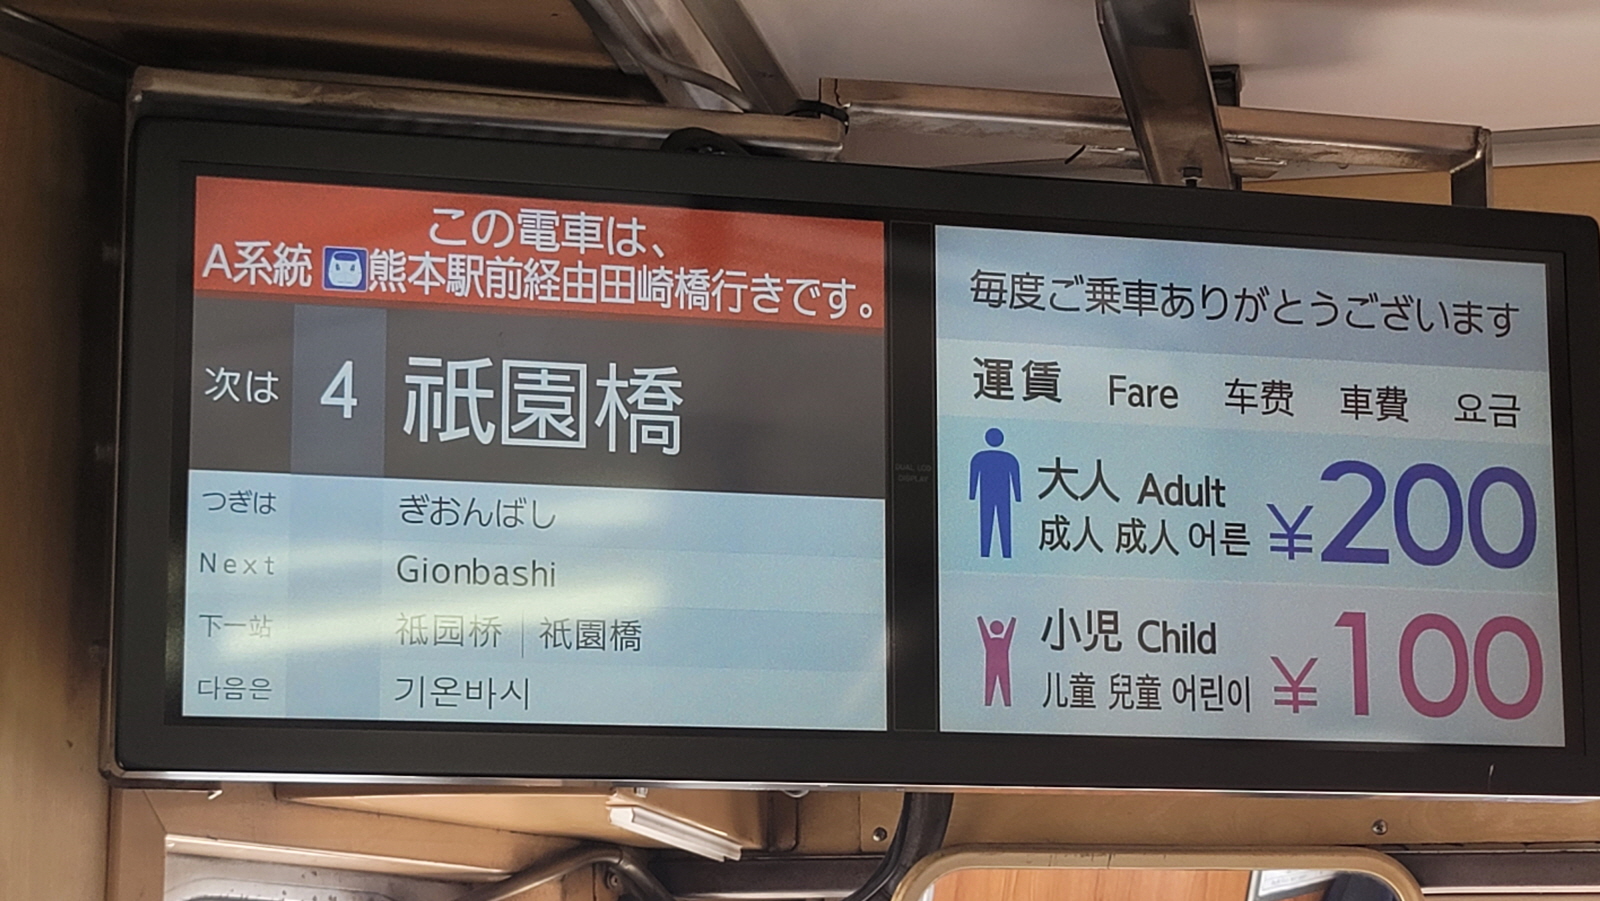 この電車は、
A系統 熊本駅前経由田崎橋行きです。
次は 4 祇園橋
つぎは ぎおんばし
Next Gionbashi
下一站 祗园桥 | 祇園橋
다음은 기온바시
毎度ご乗車ありがとうございます
運賃 Fare 车费 車費 요금
大人 Adult
成人 成人 어른 ¥200
小児 Child
儿童 兒童 어린이 ¥100
DUAL LCD
DISPLAY